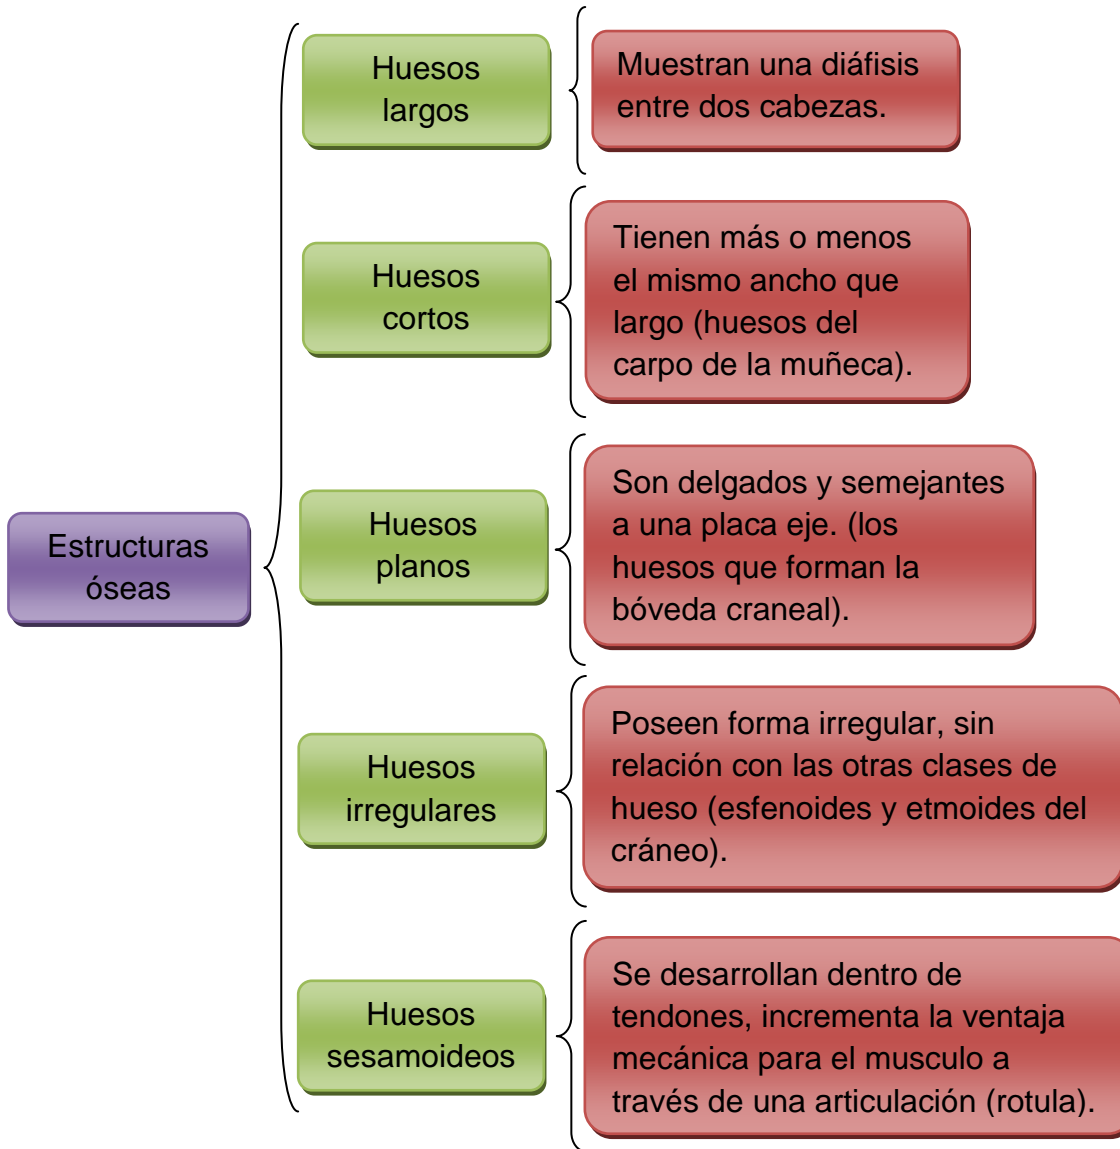 Estructuras
óseas
Huesos
largos
Muestran una diáfisis
entre dos cabezas.
Huesos
cortos
Tienen más o menos
el mismo ancho que
largo (huesos del
carpo de la muñeca).
Huesos
planos
Son delgados y semejantes
a una placa eje. (los
huesos que forman la
bóveda craneal).
Huesos
irregulares
Poseen forma irregular, sin
relación con las otras clases de
hueso (esfenoides y etmoides del
cráneo).
Huesos
sesamoideos
Se desarrollan dentro de
tendones, incrementa la ventaja
mecánica para el musculo a
través de una articulación (rotula).